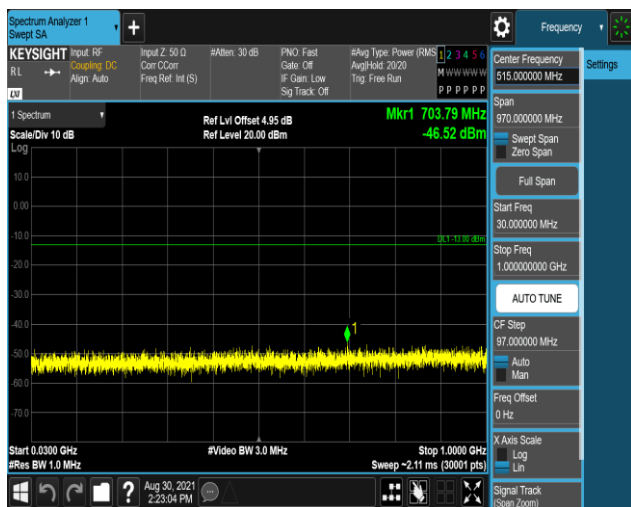 Spectrum Analyzer 1
Swept SA
Frequency
KEYSIGHT
RL
LXI
Input: RF
Coupling: DC
Align: Auto
Input Z: 50 Ω
Corr CCorr
Freq Ref: Int (S)
#Atten: 30 dB
PNO: Fast
Gate: Off
IF Gain: Low
Sig Track: Off
#Avg Type: Power (RMS
Avg|Hold: 20/20
Trig: Free Run
1 2 3 4 5 6
M W W W W W
P P P P P P
Center Frequency
515.000000 MHz
Settings
1 Spectrum
Scale/Div 10 dB
Log
Ref Lvl Offset 4.95 dB
Ref Level 20.00 dBm
Mkr1 703.79 MHz
-46.52 dBm
Span
970.000000 MHz
Swept Span
Zero Span
Full Span
Start Freq
30.000000 MHz
Stop Freq
1.000000000 GHz
AUTO TUNE
CF Step
97.000000 MHz
Auto
Man
Freq Offset
0 Hz
X Axis Scale
Log
Lin
Signal Track
(Span Zoom)
10.0
0.00
-10.0
DL1 -13.00 dBm
-20.0
-30.0
-40.0
1
-50.0
-60.0
-70.0
Start 0.0300 GHz
#Res BW 1.0 MHz
#Video BW 3.0 MHz
Stop 1.0000 GHz
Sweep ~2.11 ms (30001 pts)
?
Aug 30, 2021
2:23:04 PM